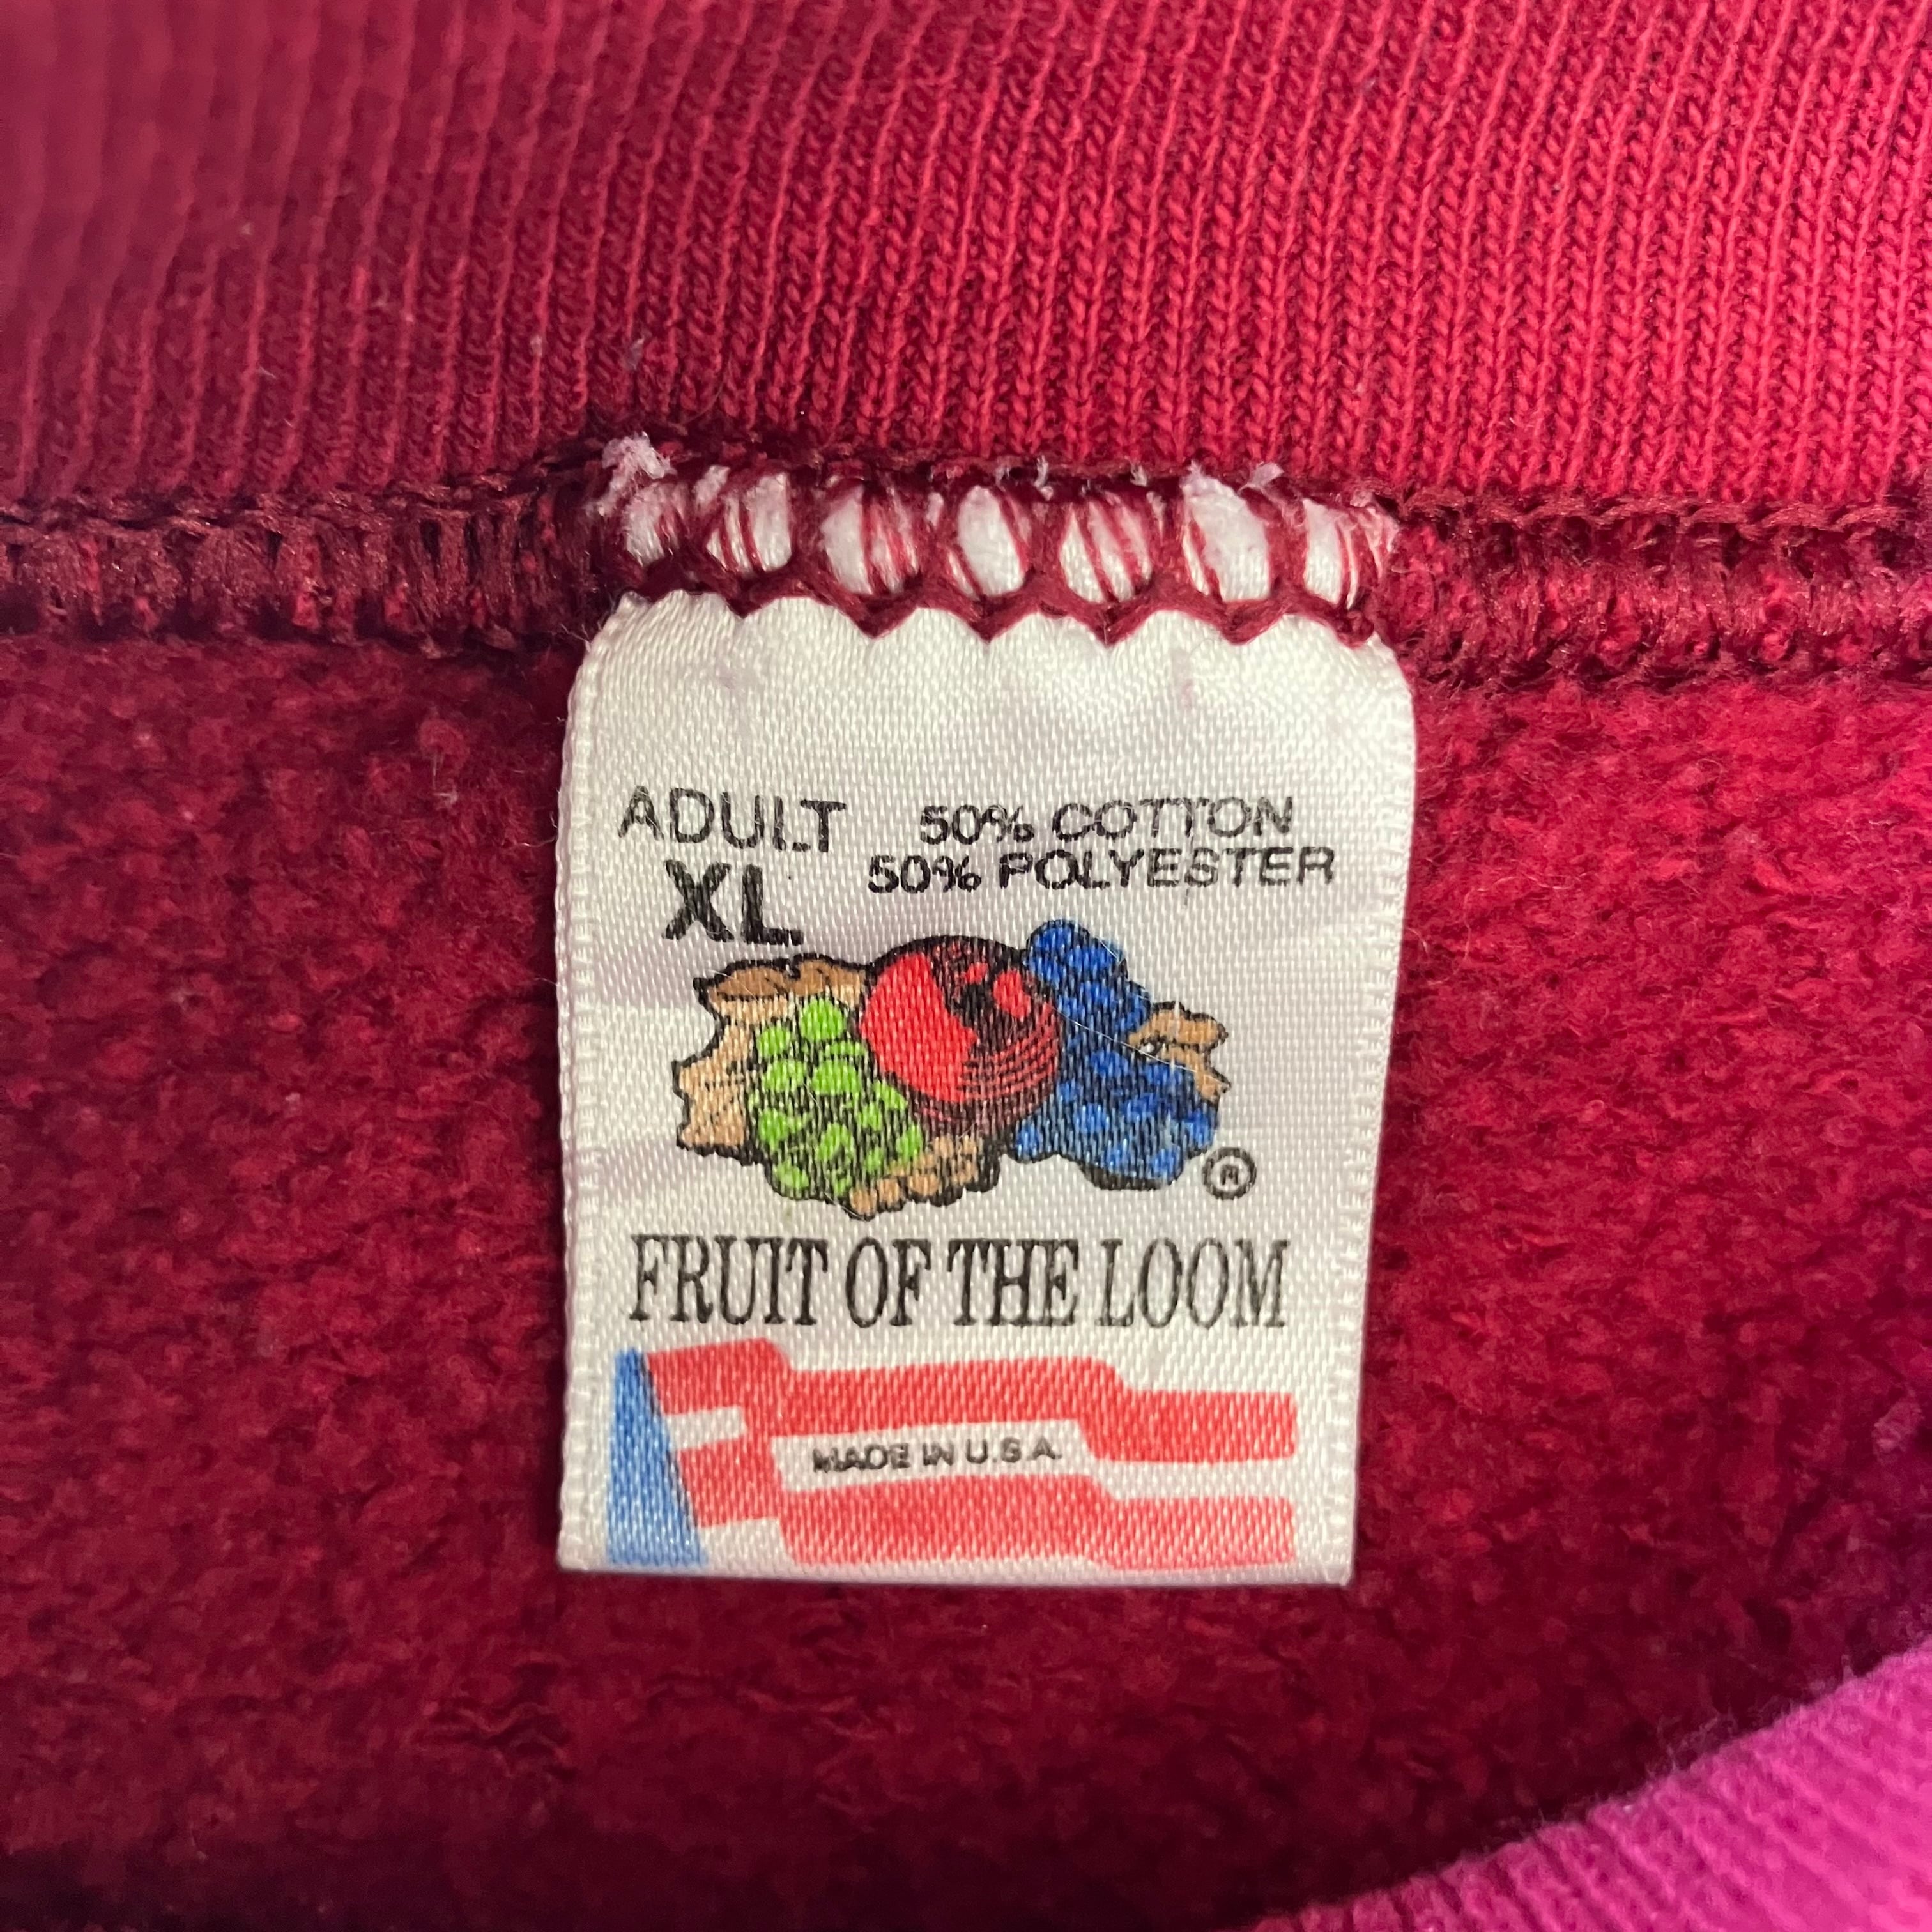 ADULT
XL
50% COTTON
50% POLYESTER
®
FRUIT OF THE LOOM
MADE IN U.S.A.